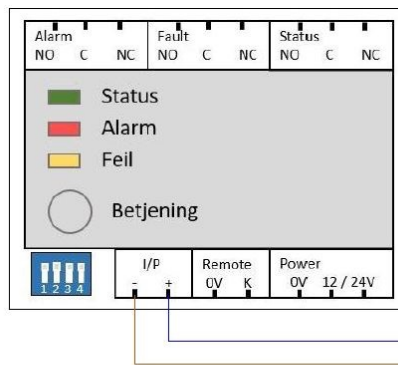 Alarm Fault Status
NO C NC NO C NC NO C NC
Status
Alarm
Feil
Betjening
I/P Remote Power
- + 0V K 0V 12 / 24V
1 2 3 4